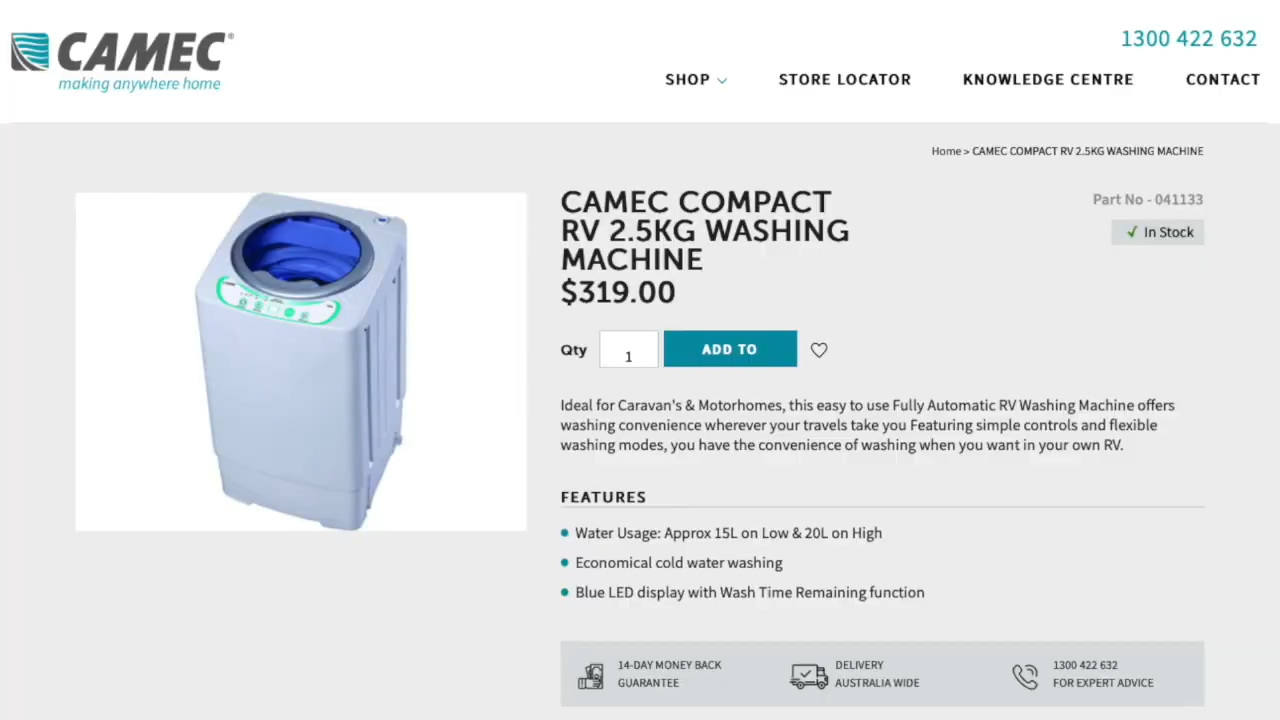 CAMEC®
making anywhere home
1300 422 632
SHOP
STORE LOCATOR
KNOWLEDGE CENTRE
CONTACT
Home > CAMEC COMPACT RV 2.5KG WASHING MACHINE
CAMEC COMPACT
RV 2.5KG WASHING
MACHINE
$319.00
Part No - 041133
✓ In Stock
Qty
1
ADD TO
Ideal for Caravan's & Motorhomes, this easy to use Fully Automatic RV Washing Machine offers
washing convenience wherever your travels take you Featuring simple controls and flexible
washing modes, you have the convenience of washing when you want in your own RV.
FEATURES
Water Usage: Approx 15L on Low & 20L on High
Economical cold water washing
Blue LED display with Wash Time Remaining function
14-DAY MONEY BACK
GUARANTEE
DELIVERY
AUSTRALIA WIDE
1300 422 632
FOR EXPERT ADVICE